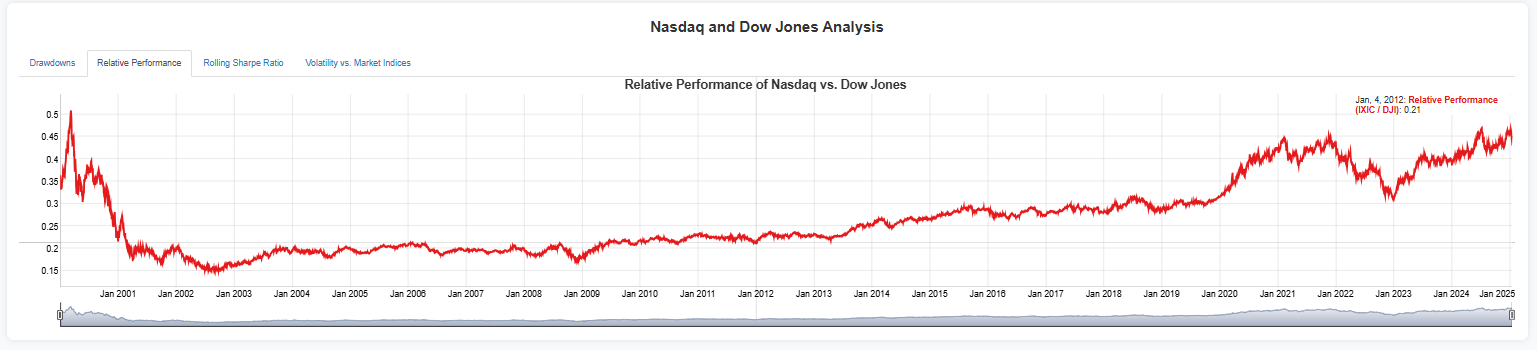 Nasdaq and Dow Jones Analysis
Drawdowns Relative Performance Rolling Sharpe Ratio Volatility vs. Market Indices
Relative Performance of Nasdaq vs. Dow Jones
Jan, 4, 2012: Relative Performance
(IXIC / DJI): 0.21
0.5
0.45
0.4
0.35
0.3
0.25
0.2
0.15
Jan 2001 Jan 2002 Jan 2003 Jan 2004 Jan 2005 Jan 2006 Jan 2007 Jan 2008 Jan 2009 Jan 2010 Jan 2011 Jan 2012 Jan 2013 Jan 2014 Jan 2015 Jan 2016 Jan 2017 Jan 2018 Jan 2019 Jan 2020 Jan 2021 Jan 2022 Jan 2023 Jan 2024 Jan 2025